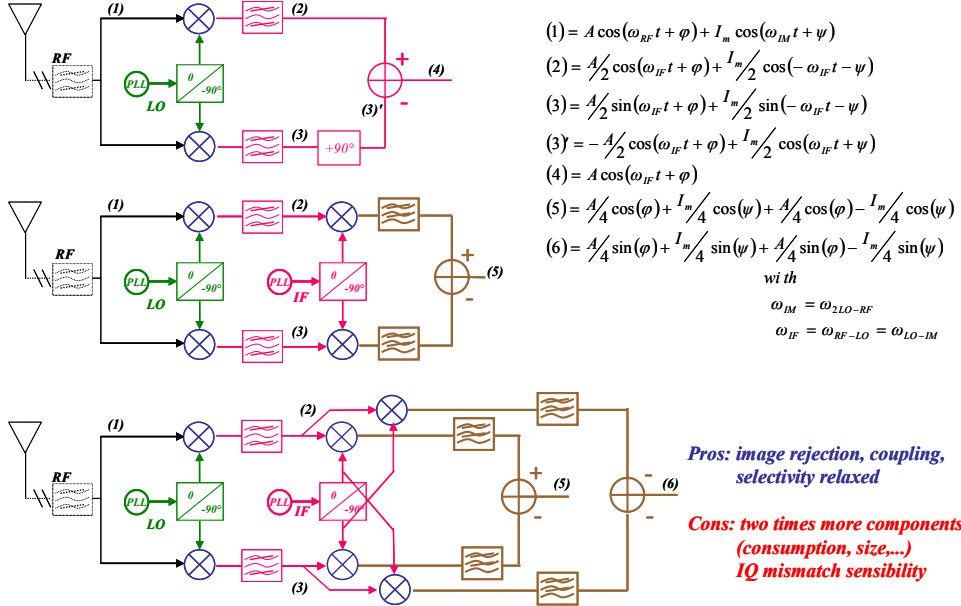 (1)
(2)
RF
0
-90°
PLL
LO
+
(4)
-
(3)'
(3)
+90°
(1)
(2)
RF
0
-90°
PLL
LO
PLL
IF
0
-90°
+
(5)
-
(3)
(1)
(2)
RF
0
-90°
PLL
LO
PLL
IF
0
-90°
+
(5)
-
-
(6)
-
(3)
(1) = A cos(ω_RF t + φ) + I_m cos(ω_IM t + ψ)
(2) = A/2 cos(ω_IF t + φ) + I_m/2 cos(- ω_IF t - ψ)
(3) = A/2 sin(ω_IF t + φ) + I_m/2 sin(- ω_IF t - ψ)
(3)' = - A/2 cos(ω_IF t + φ) + I_m/2 cos(ω_IF t + ψ)
(4) = A cos(ω_IF t + φ)
(5) = A/4 cos(φ) + I_m/4 cos(ψ) + A/4 cos(φ) - I_m/4 cos(ψ)
(6) = A/4 sin(φ) + I_m/4 sin(ψ) + A/4 sin(φ) - I_m/4 sin(ψ)
with
ω_IM = ω_2LO-RF
ω_IF = ω_RF-LO = ω_LO-IM
Pros: image rejection, coupling,
selectivity relaxed
Cons: two times more components
(consumption, size,...)
IQ mismatch sensibility